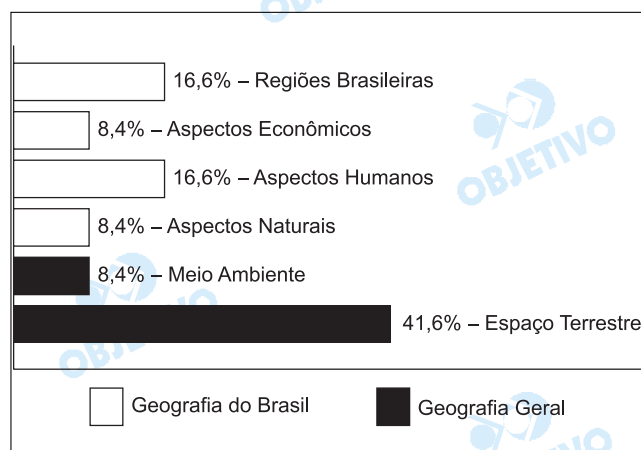 16,6% – Regiões Brasileiras
8,4% – Aspectos Econômicos
16,6% – Aspectos Humanos
8,4% – Aspectos Naturais
8,4% – Meio Ambiente
41,6% – Espaço Terrestre
Geografia do Brasil
Geografia Geral
OBJETIVO
OBJETIVO